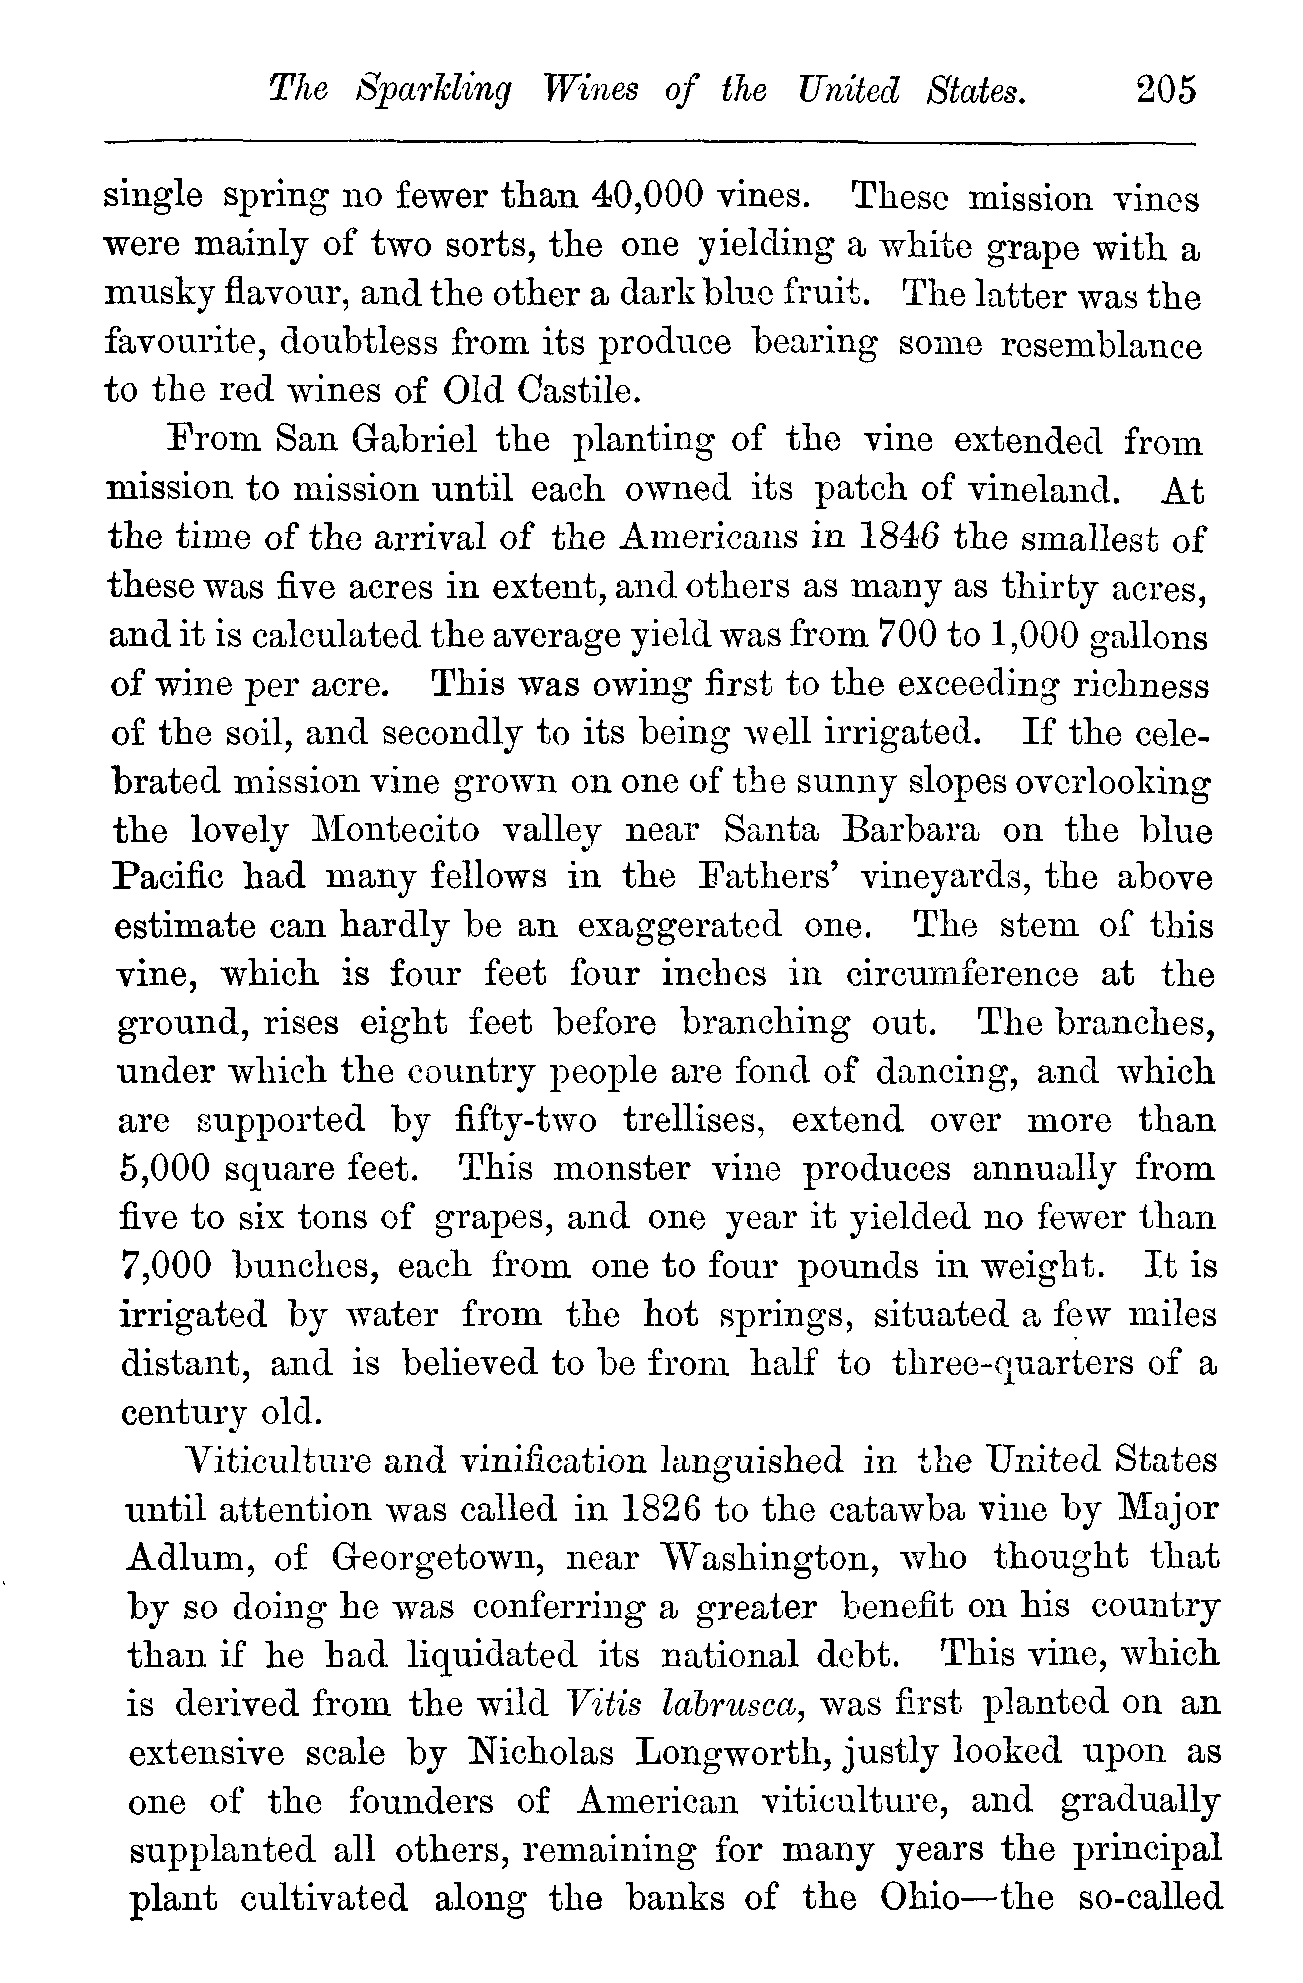 The Sparkling Wines of the United States. 205
single spring no fewer than 40,000 vines. These mission vines
were mainly of two sorts, the one yielding a white grape with a
musky flavour, and the other a dark blue fruit. The latter was the
favourite, doubtless from its produce bearing some resemblance
to the red wines of Old Castile.
From San Gabriel the planting of the vine extended from
mission to mission until each owned its patch of vineland. At
the time of the arrival of the Americans in 1846 the smallest of
these was five acres in extent, and others as many as thirty acres,
and it is calculated the average yield was from 700 to 1,000 gallons
of wine per acre. This was owing first to the exceeding richness
of the soil, and secondly to its being well irrigated. If the cele-
brated mission vine grown on one of the sunny slopes overlooking
the lovely Montecito valley near Santa Barbara on the blue
Pacific had many fellows in the Fathers' vineyards, the above
estimate can hardly be an exaggerated one. The stem of this
vine, which is four feet four inches in circumference at the
ground, rises eight feet before branching out. The branches,
under which the country people are fond of dancing, and which
are supported by fifty-two trellises, extend over more than
5,000 square feet. This monster vine produces annually from
five to six tons of grapes, and one year it yielded no fewer than
7,000 bunches, each from one to four pounds in weight. It is
irrigated by water from the hot springs, situated a few miles
distant, and is believed to be from half to three-quarters of a
century old.
Viticulture and vinification languished in the United States
until attention was called in 1826 to the catawba vine by Major
Adlum, of Georgetown, near Washington, who thought that
by so doing he was conferring a greater benefit on his country
than if he had liquidated its national debt. This vine, which
is derived from the wild Vitis labrusca, was first planted on an
extensive scale by Nicholas Longworth, justly looked upon as
one of the founders of American viticulture, and gradually
supplanted all others, remaining for many years the principal
plant cultivated along the banks of the Ohio—the so-called